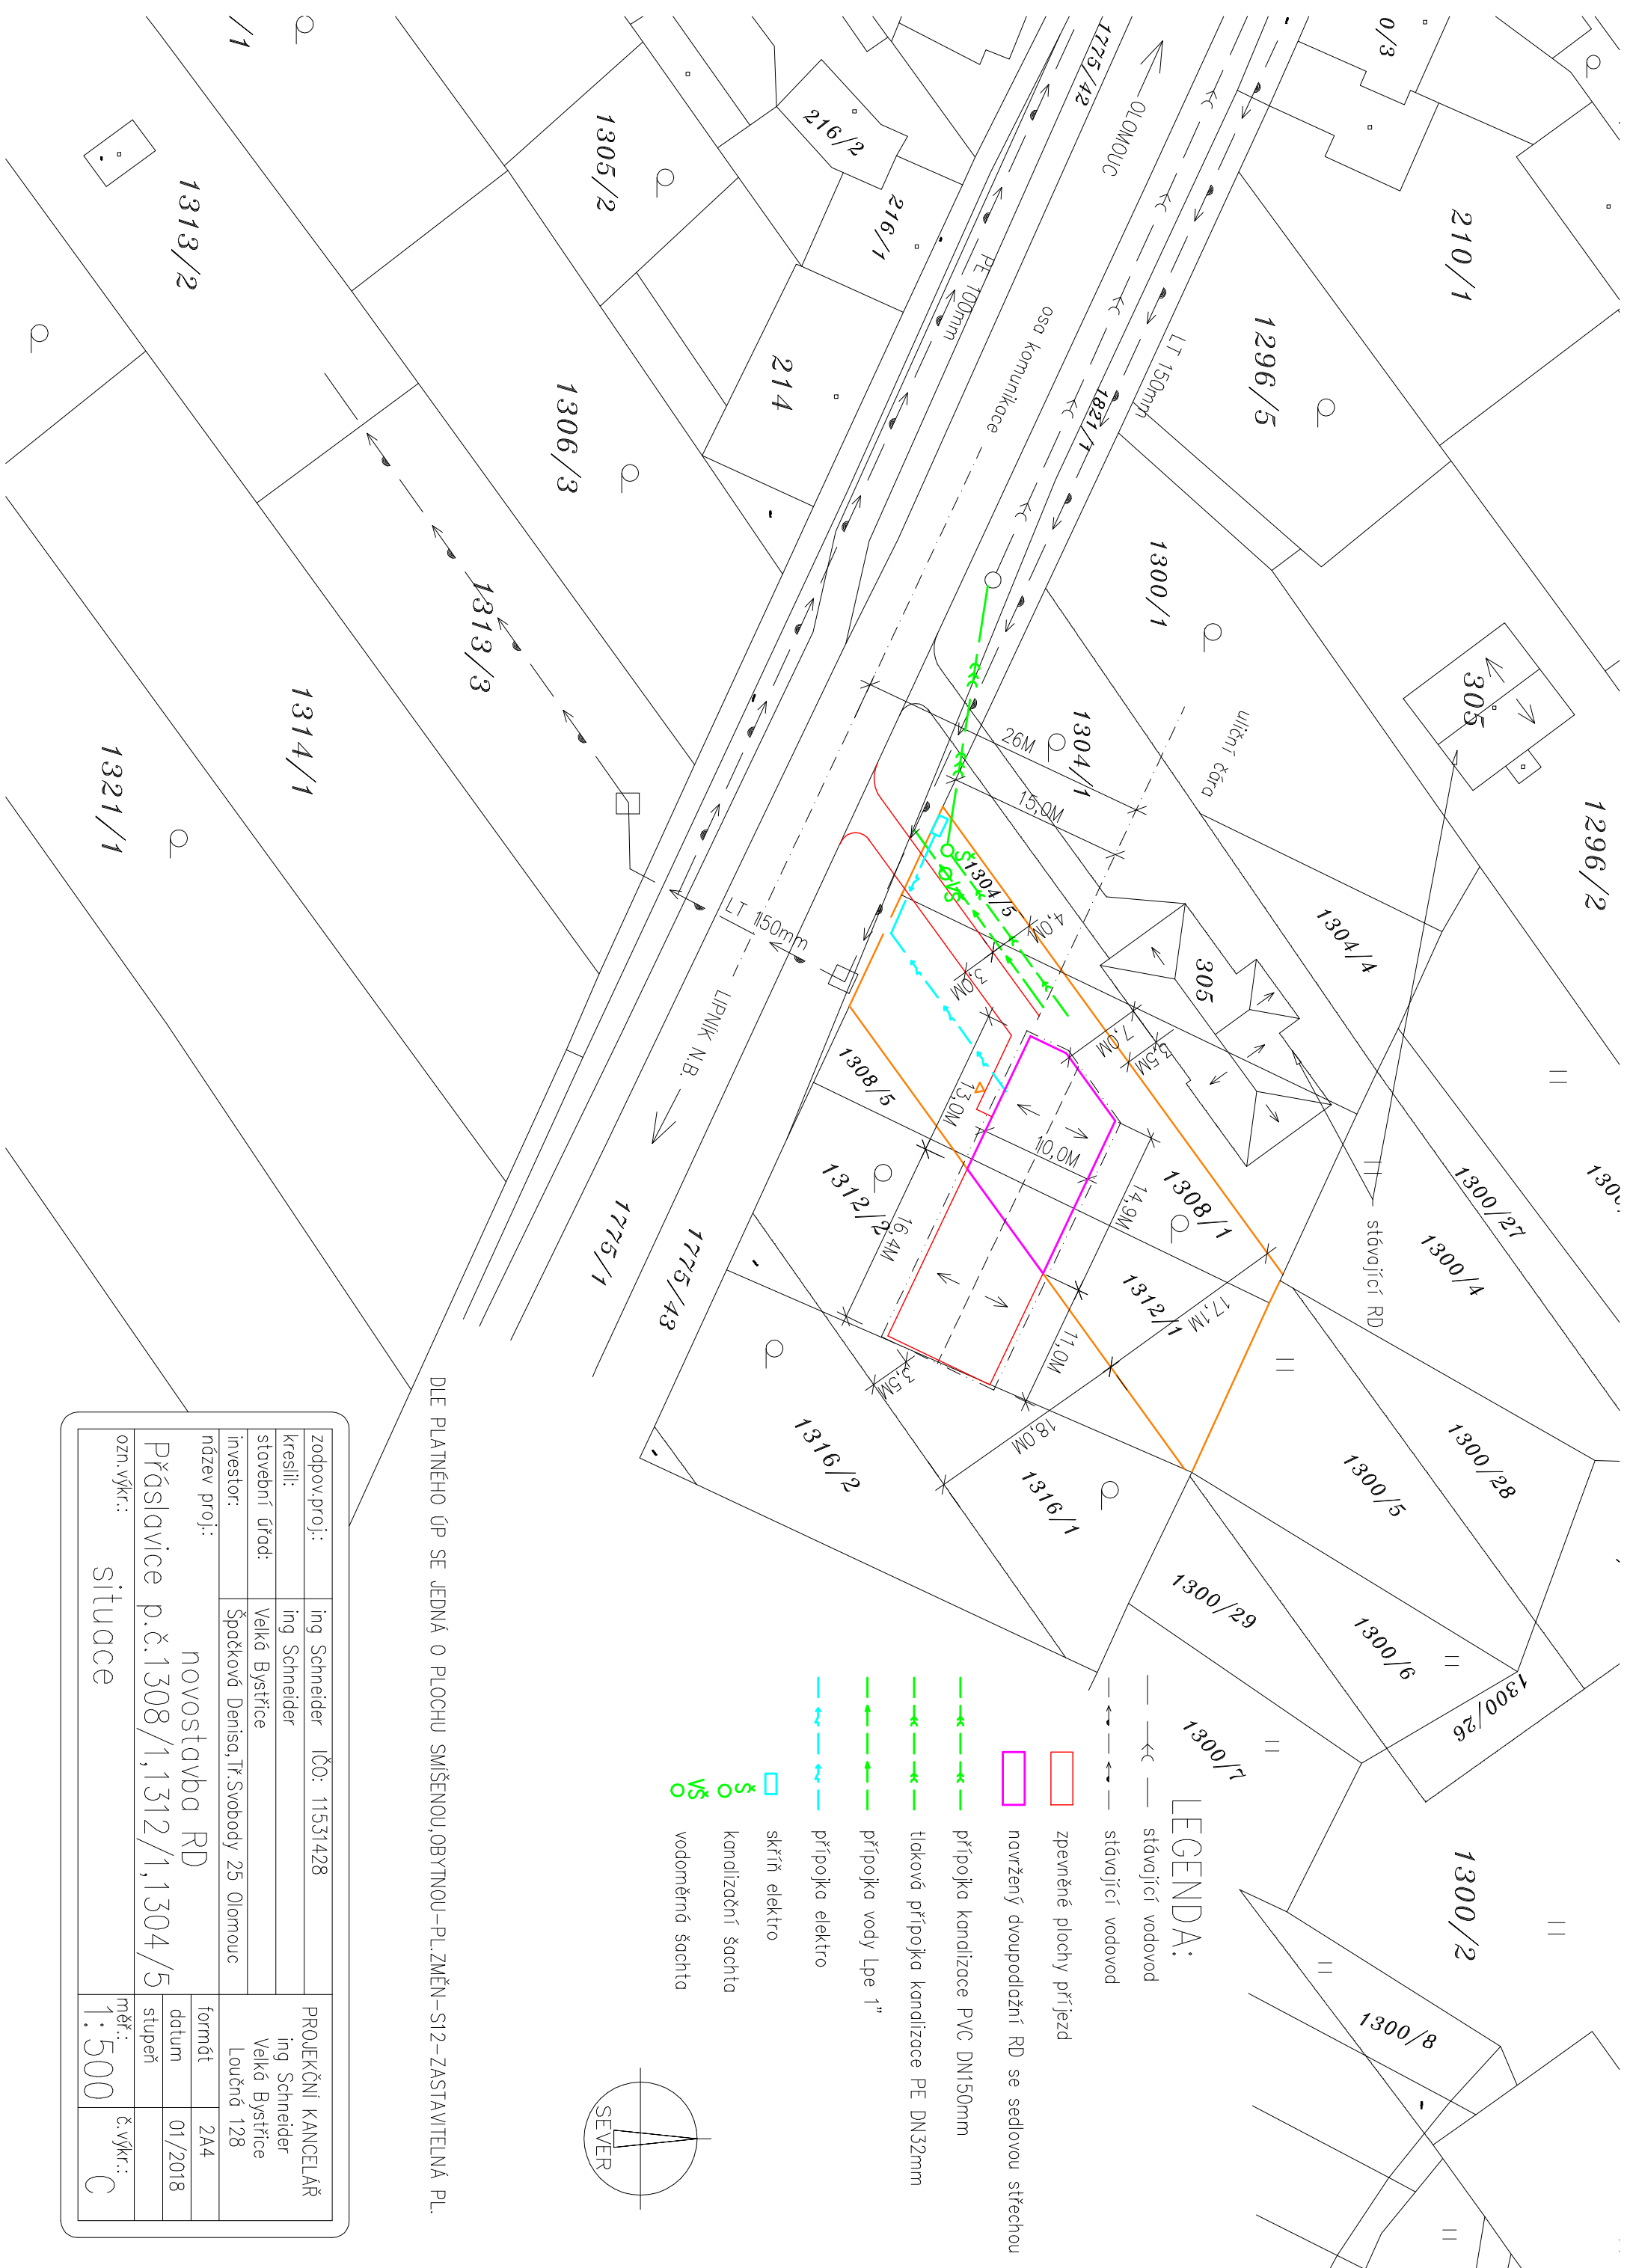 /1
0/3
1775/42
OLOMOUC
216/2
1305/2
1313/2
216/1
210/1
PE 100mm
osa komunikace
LT 150mm
1296/5
214
1306/3
1821/1
1300/1
1313/3
305
1314/1
1304/1
uliční čára
26M
15,0M
1321/1
1296/2
1304/5
Š
VŠ
4,0M
3,0M
LT 150mm
1304/4
305
LIPNÍK N.B.
7,0M
3,5M
1308/5
13,0M
10,0M
1312/2
16,4M
14,9M
1308/1
1300/27
1300/4
stávající RD
1775/1
1775/43
1312/1
17,1M
11,0M
3,5M
18,0M
1316/2
1316/1
1300/5
1300/28
1300/29
1300/6
1300/26
1300/7
1300/2
1300/8
LEGENDA:
stávající vodovod
stávající vodovod
zpevněné plochy příjezd
navržený dvoupodlažní RD se sedlovou střechou
přípojka kanalizace PVC DN150mm
tlaková přípojka kanalizace PE DN32mm
přípojka vody Lpe 1"
přípojka elektro
skříň elektro
Š kanalizační šachta
VŠ vodoměrná šachta
SEVER
DLE PLATNÉHO ÚP SE JEDNÁ O PLOCHU SMÍŠENOU,OBYTNOU-PL.ZMĚN-S12-ZASTAVITELNÁ PL.
zodpov.proj.: ing Schneider IČO: 11531428
kreslil: ing Schneider
stavební úřad: Velká Bystřice
investor: Špačková Denisa,Tř.Svobody 25 Olomouc
název proj.: novostavba RD
Přáslavice p.č.1308/1,1312/1,1304/5
ozn.výkr.: situace
PROJEKČNÍ KANCELÁŘ
ing Schneider
Velká Bystřice
Loučná 128
formát 2A4
datum 01/2018
stupeň
měř.: 1:500
č.výkr.: C